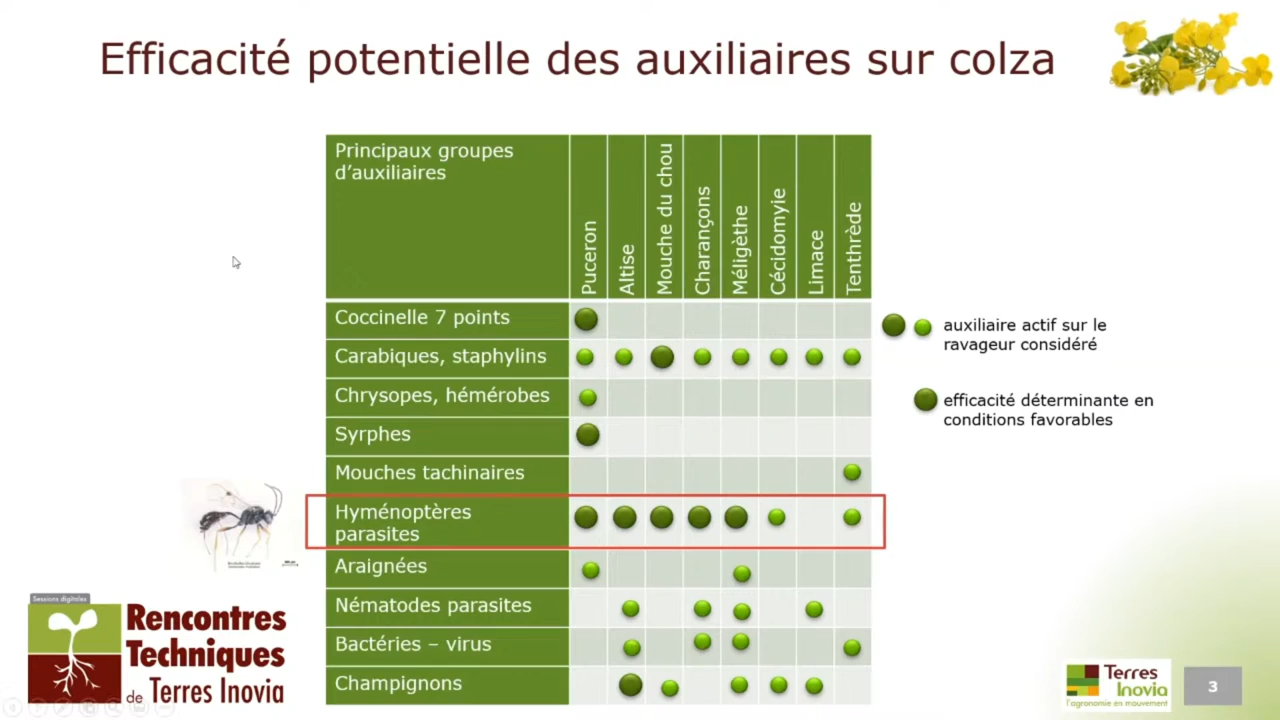 Efficacité potentielle des auxiliaires sur colza
Principaux groupes
d'auxiliaires
Puceron
Altise
Mouche du chou
Charançons
Méligèthe
Cécidomyie
Limace
Tenthrède
Coccinelle 7 points
Carabiques, staphylins
Chrysopes, hémérobes
Syrphes
Mouches tachinaires
Hyménoptères
parasites
Araignées
Nématodes parasites
Bactéries – virus
Champignons
auxiliaire actif sur le
ravageur considéré
efficacité déterminante en
conditions favorables
Sessions digitales
Rencontres
Techniques
de Terres Inovia
Terres
Inovia
l'agronomie en mouvement
3